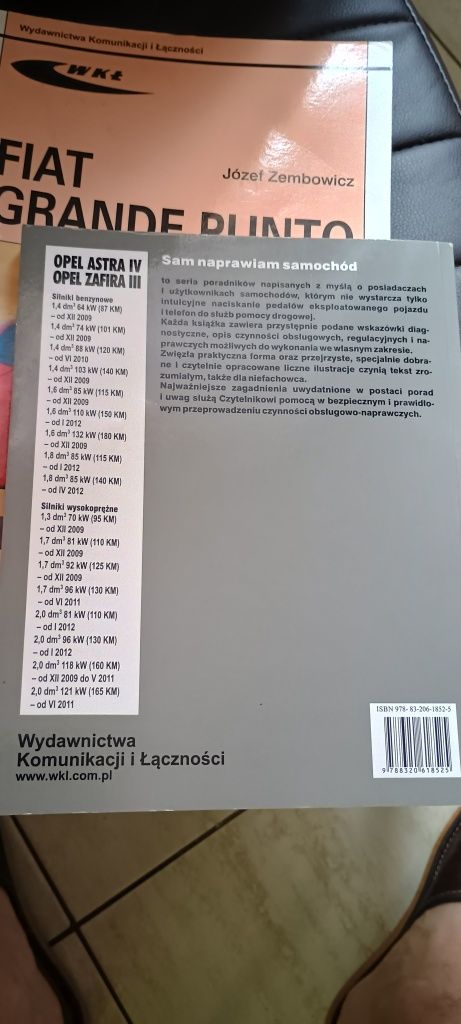 Wydawnictwa Komunikacji i Łączności
WKŁ
FIAT
Józef Zembowicz
GRANDE PUNTO
OPEL ASTRA IV
OPEL ZAFIRA III
Silniki benzynowe
1,4 dm³ 64 kW (87 KM)
– od XII 2009
1,4 dm³ 74 kW (101 KM)
– od XII 2009
1,4 dm³ 88 kW (120 KM)
– od VI 2010
1,4 dm³ 103 kW (140 KM)
– od XII 2009
1,6 dm³ 85 kW (115 KM)
– od XII 2009
1,6 dm³ 110 kW (150 KM)
– od I 2012
1,6 dm³ 132 kW (180 KM)
– od XII 2009
1,8 dm³ 85 kW (115 KM)
– od I 2012
1,8 dm³ 85 kW (140 KM)
– od IV 2012
Silniki wysokoprężne
1,3 dm³ 70 kW (95 KM)
– od XII 2009
1,7 dm³ 81 kW (110 KM)
– od XII 2009
1,7 dm³ 92 kW (125 KM)
– od XII 2009
1,7 dm³ 96 kW (130 KM)
– od VI 2011
2,0 dm³ 81 kW (110 KM)
– od I 2012
2,0 dm³ 96 kW (130 KM)
– od I 2012
2,0 dm³ 118 kW (160 KM)
– od XII 2009 do V 2011
2,0 dm³ 121 kW (165 KM)
– od VI 2011
Sam naprawiam samochód
to seria poradników napisanych z myślą o posiadaczach
i użytkownikach samochodów, którym nie wystarcza tylko
intuicyjne naciskanie pedałów eksploatowanego pojazdu
i telefon do służb pomocy drogowej.
Każda książka zawiera przystępnie podane wskazówki diag-
nostyczne, opis czynności obsługowych, regulacyjnych i na-
prawczych możliwych do wykonania we własnym zakresie.
Zwięzła praktyczna forma oraz przejrzyste, specjalnie dobra-
ne i czytelnie opracowane liczne ilustracje czynią tekst zro-
zumiałym, także dla niefachowca.
Najważniejsze zagadnienia uwydatnione w postaci porad
i uwag służą Czytelnikowi pomocą w bezpiecznym i prawidło-
wym przeprowadzeniu czynności obsługowo-naprawczych.
Wydawnictwa
Komunikacji i Łączności
www.wkl.com.pl
ISBN 978- 83-206-1852-5
9 788320 618525